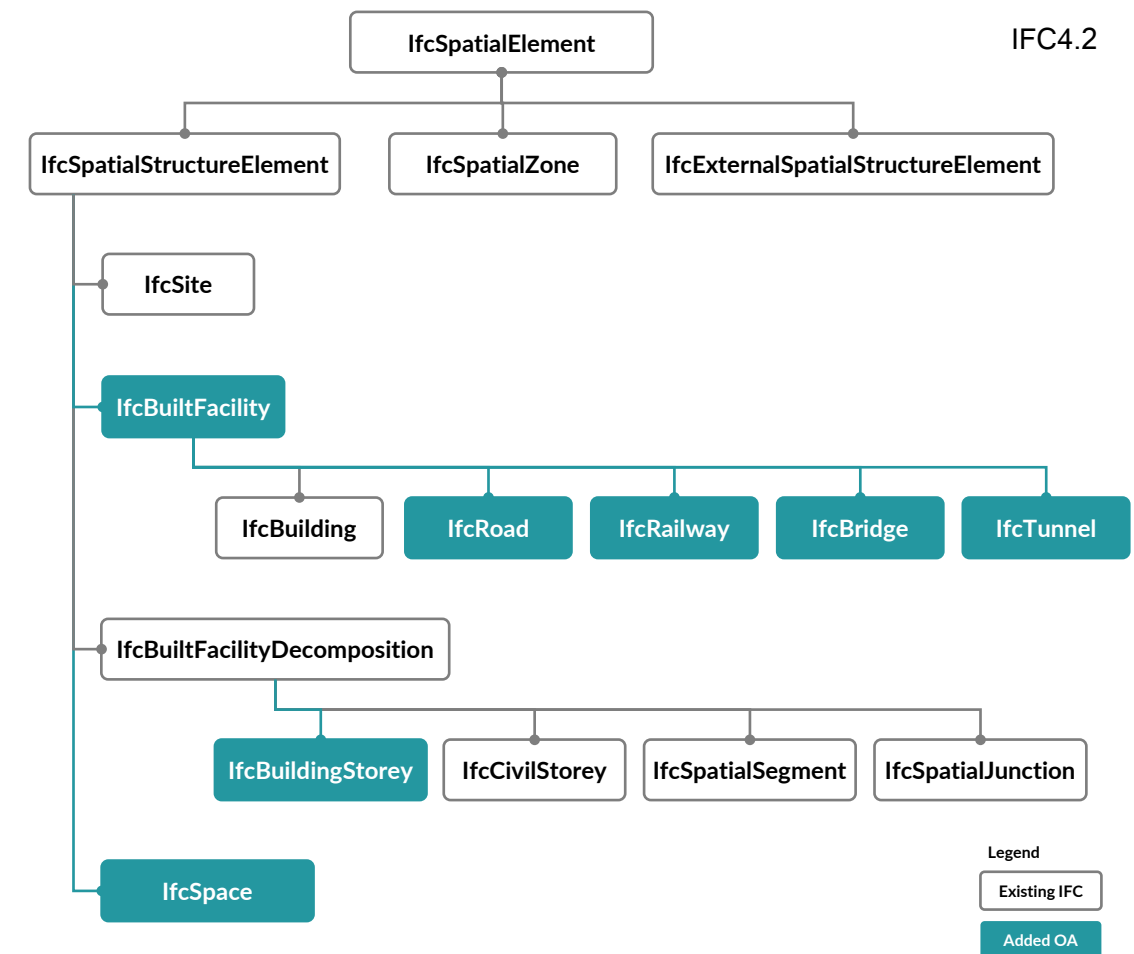 IfcSpatialElement
IFC4.2
IfcSpatialStructureElement
IfcSpatialZone
IfcExternalSpatialStructureElement
IfcSite
IfcBuiltFacility
IfcBuilding
IfcRoad
IfcRailway
IfcBridge
IfcTunnel
IfcBuiltFacilityDecomposition
IfcBuildingStorey
IfcCivilStorey
IfcSpatialSegment
IfcSpatialJunction
IfcSpace
Legend
Existing IFC
Added OA